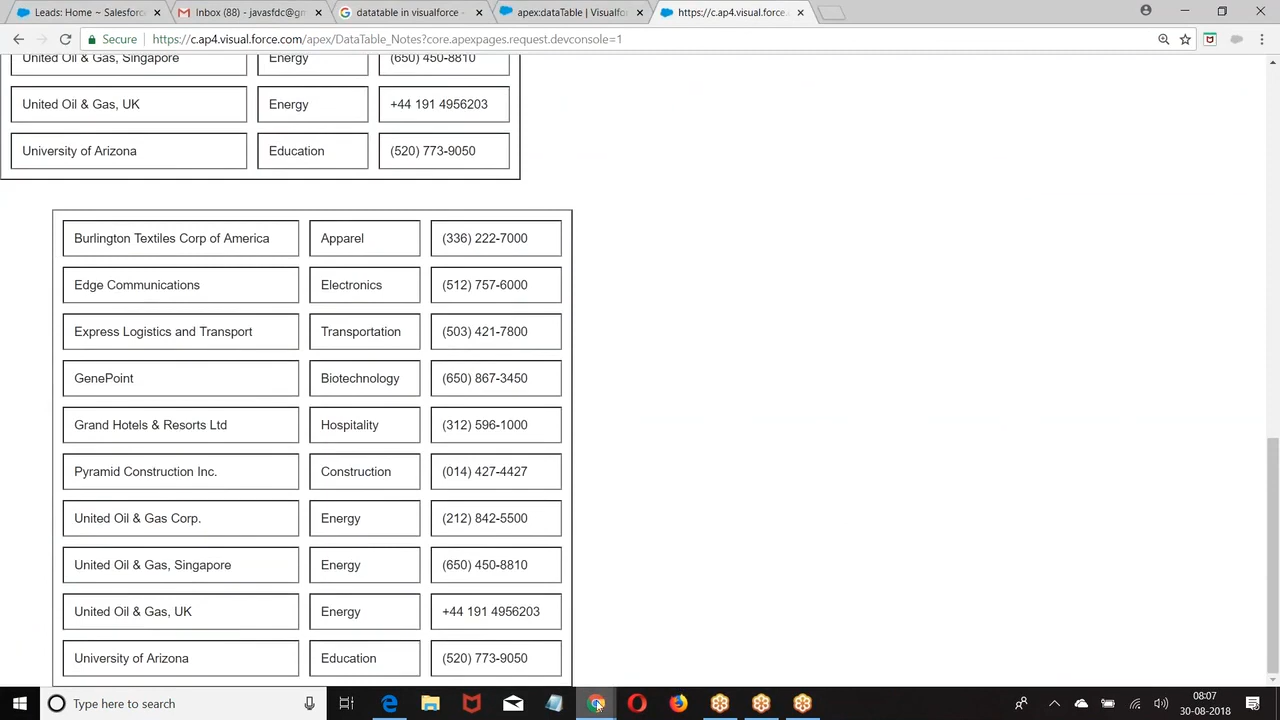 Leads: Home ~ Salesforc
Inbox (88) - javasfdc@gm
datatable in visualforce -
apex:dataTable | Visualfo
https://c.ap4.visual.force.
Secure | https://c.ap4.visual.force.com/apex/DataTable_Notes?core.apexpages.request.devconsole=1
United Oil & Gas, Singapore Energy (650) 450-8810
United Oil & Gas, UK Energy +44 191 4956203
University of Arizona Education (520) 773-9050
Burlington Textiles Corp of America Apparel (336) 222-7000
Edge Communications Electronics (512) 757-6000
Express Logistics and Transport Transportation (503) 421-7800
GenePoint Biotechnology (650) 867-3450
Grand Hotels & Resorts Ltd Hospitality (312) 596-1000
Pyramid Construction Inc. Construction (014) 427-4427
United Oil & Gas Corp. Energy (212) 842-5500
United Oil & Gas, Singapore Energy (650) 450-8810
United Oil & Gas, UK Energy +44 191 4956203
University of Arizona Education (520) 773-9050
Type here to search
08:07
30-08-2018